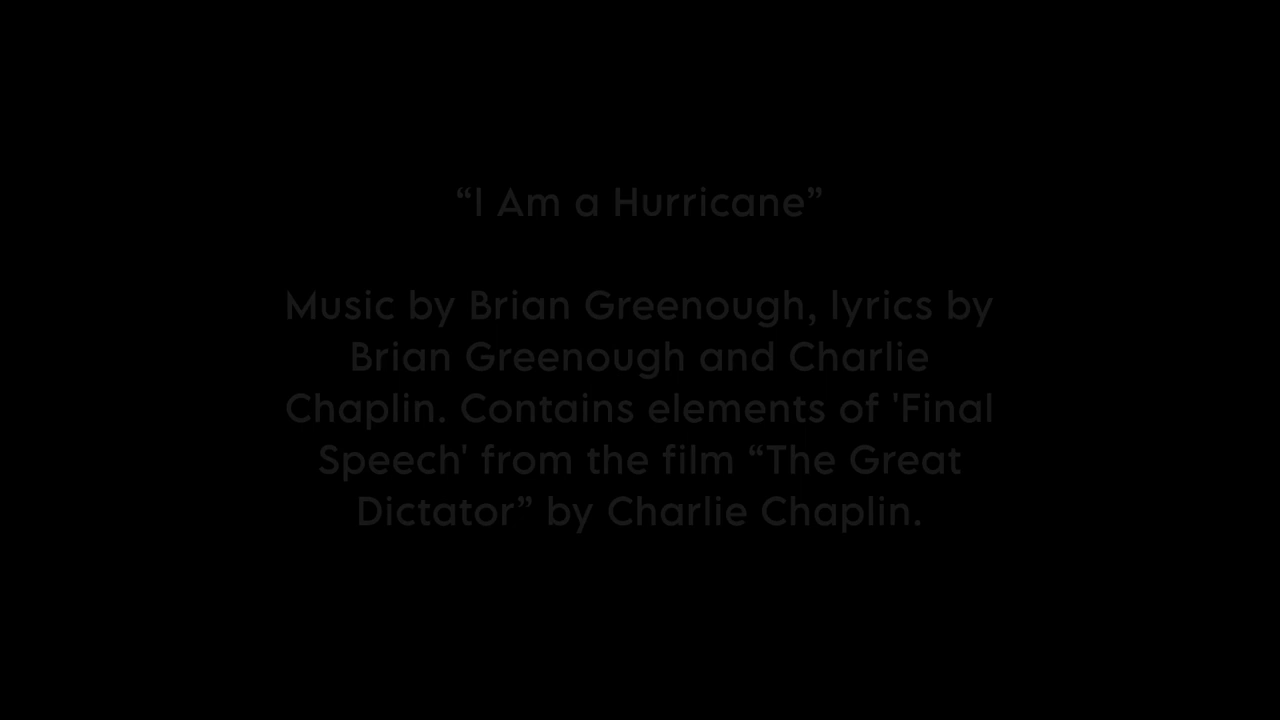 “I Am a Hurricane”
Music by Brian Greenough, lyrics by
Brian Greenough and Charlie
Chaplin. Contains elements of 'Final
Speech' from the film “The Great
Dictator” by Charlie Chaplin.